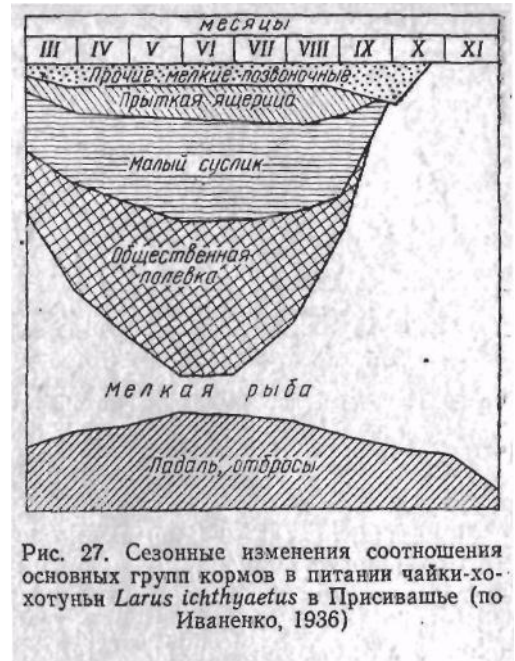 месяцы
III IV V VI VII VIII IX X XI
Прочие мелкие позвоночные
Прыткая ящерица
Малый суслик
Общественная
полевка
Мелкая рыба
Падаль, отбросы
Рис. 27. Сезонные изменения соотношения
основных групп кормов в питании чайки-хо-
хотуньи Larus ichthyaetus в Присивашье (по
Иваненко, 1936)